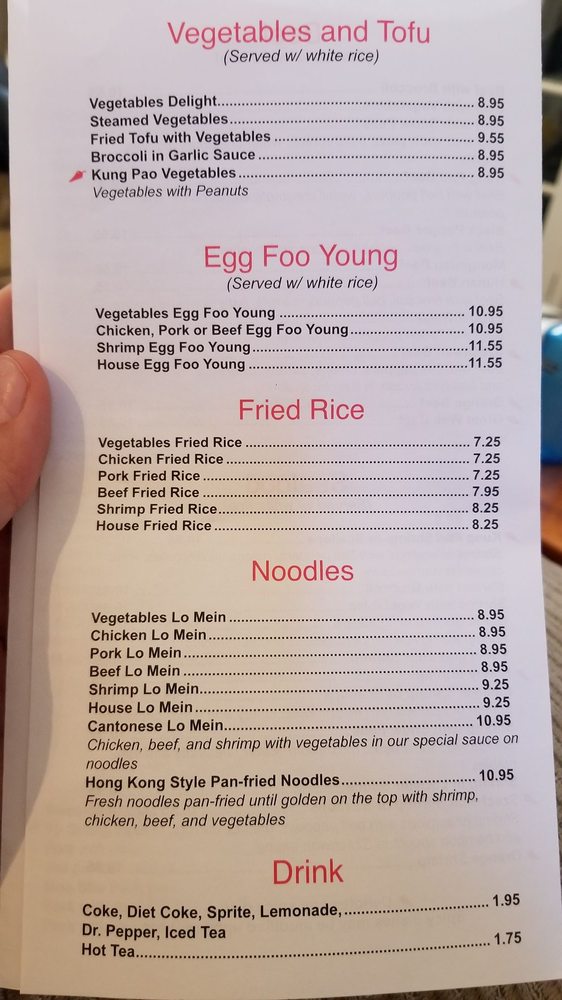 Vegetables and Tofu
(Served w/ white rice)
Vegetables Delight........ 8.95
Steamed Vegetables........ 8.95
Fried Tofu with Vegetables ........ 9.55
Broccoli in Garlic Sauce ........ 8.95
Kung Pao Vegetables ........ 8.95
Vegetables with Peanuts
Egg Foo Young
(Served w/ white rice)
Vegetables Egg Foo Young ........ 10.95
Chicken, Pork or Beef Egg Foo Young........ 10.95
Shrimp Egg Foo Young........11.55
House Egg Foo Young ........11.55
Fried Rice
Vegetables Fried Rice ........ 7.25
Chicken Fried Rice ........ 7.25
Pork Fried Rice ........ 7.25
Beef Fried Rice ........ 7.95
Shrimp Fried Rice........ 8.25
House Fried Rice ........ 8.25
Noodles
Vegetables Lo Mein ........ 8.95
Chicken Lo Mein ........ 8.95
Pork Lo Mein ........ 8.95
Beef Lo Mein ........ 8.95
Shrimp Lo Mein........ 9.25
House Lo Mein ........ 9.25
Cantonese Lo Mein........ 10.95
Chicken, beef, and shrimp with vegetables in our special sauce on
noodles
Hong Kong Style Pan-fried Noodles........ 10.95
Fresh noodles pan-fried until golden on the top with shrimp,
chicken, beef, and vegetables
Drink
Coke, Diet Coke, Sprite, Lemonade,........ 1.95
Dr. Pepper, Iced Tea
Hot Tea........ 1.75